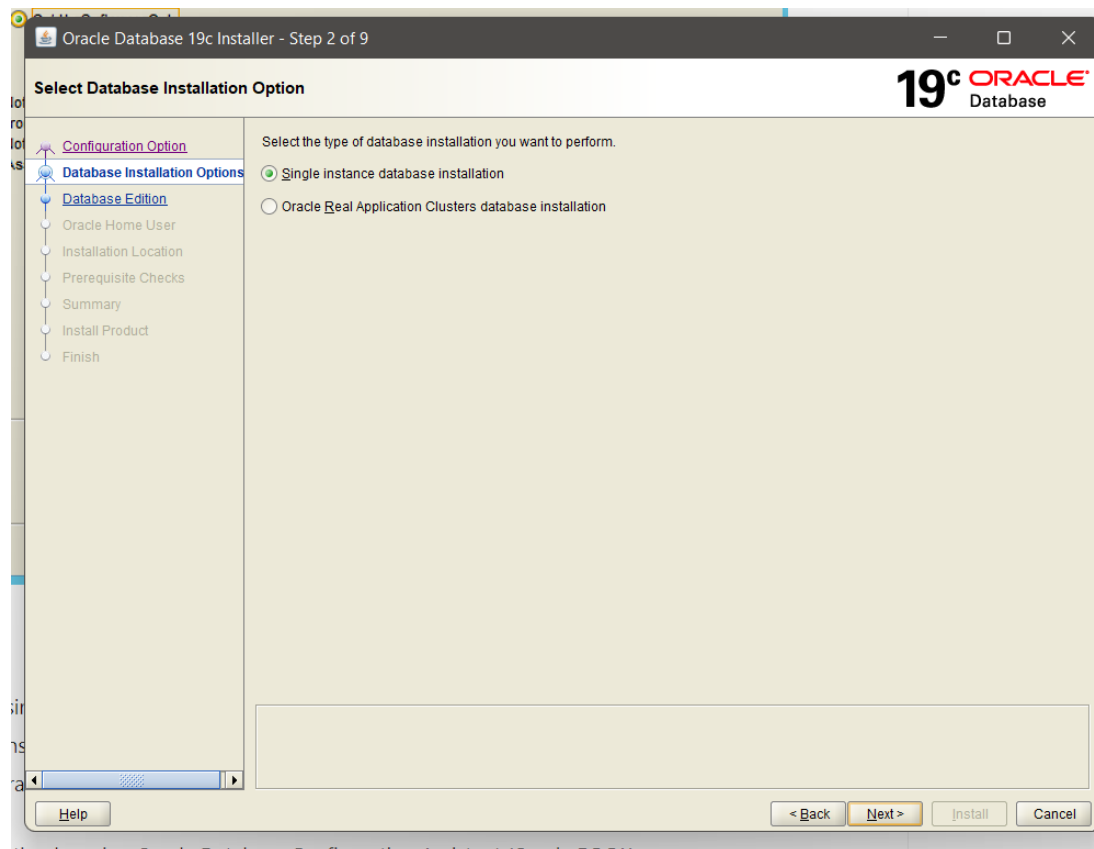 Oracle Database 19c Installer - Step 2 of 9
Select Database Installation Option
19c ORACLE
Database
Configuration Option
Database Installation Options
Database Edition
Oracle Home User
Installation Location
Prerequisite Checks
Summary
Install Product
Finish
Select the type of database installation you want to perform.
Single instance database installation
Oracle Real Application Clusters database installation
Help
< Back
Next >
Install
Cancel